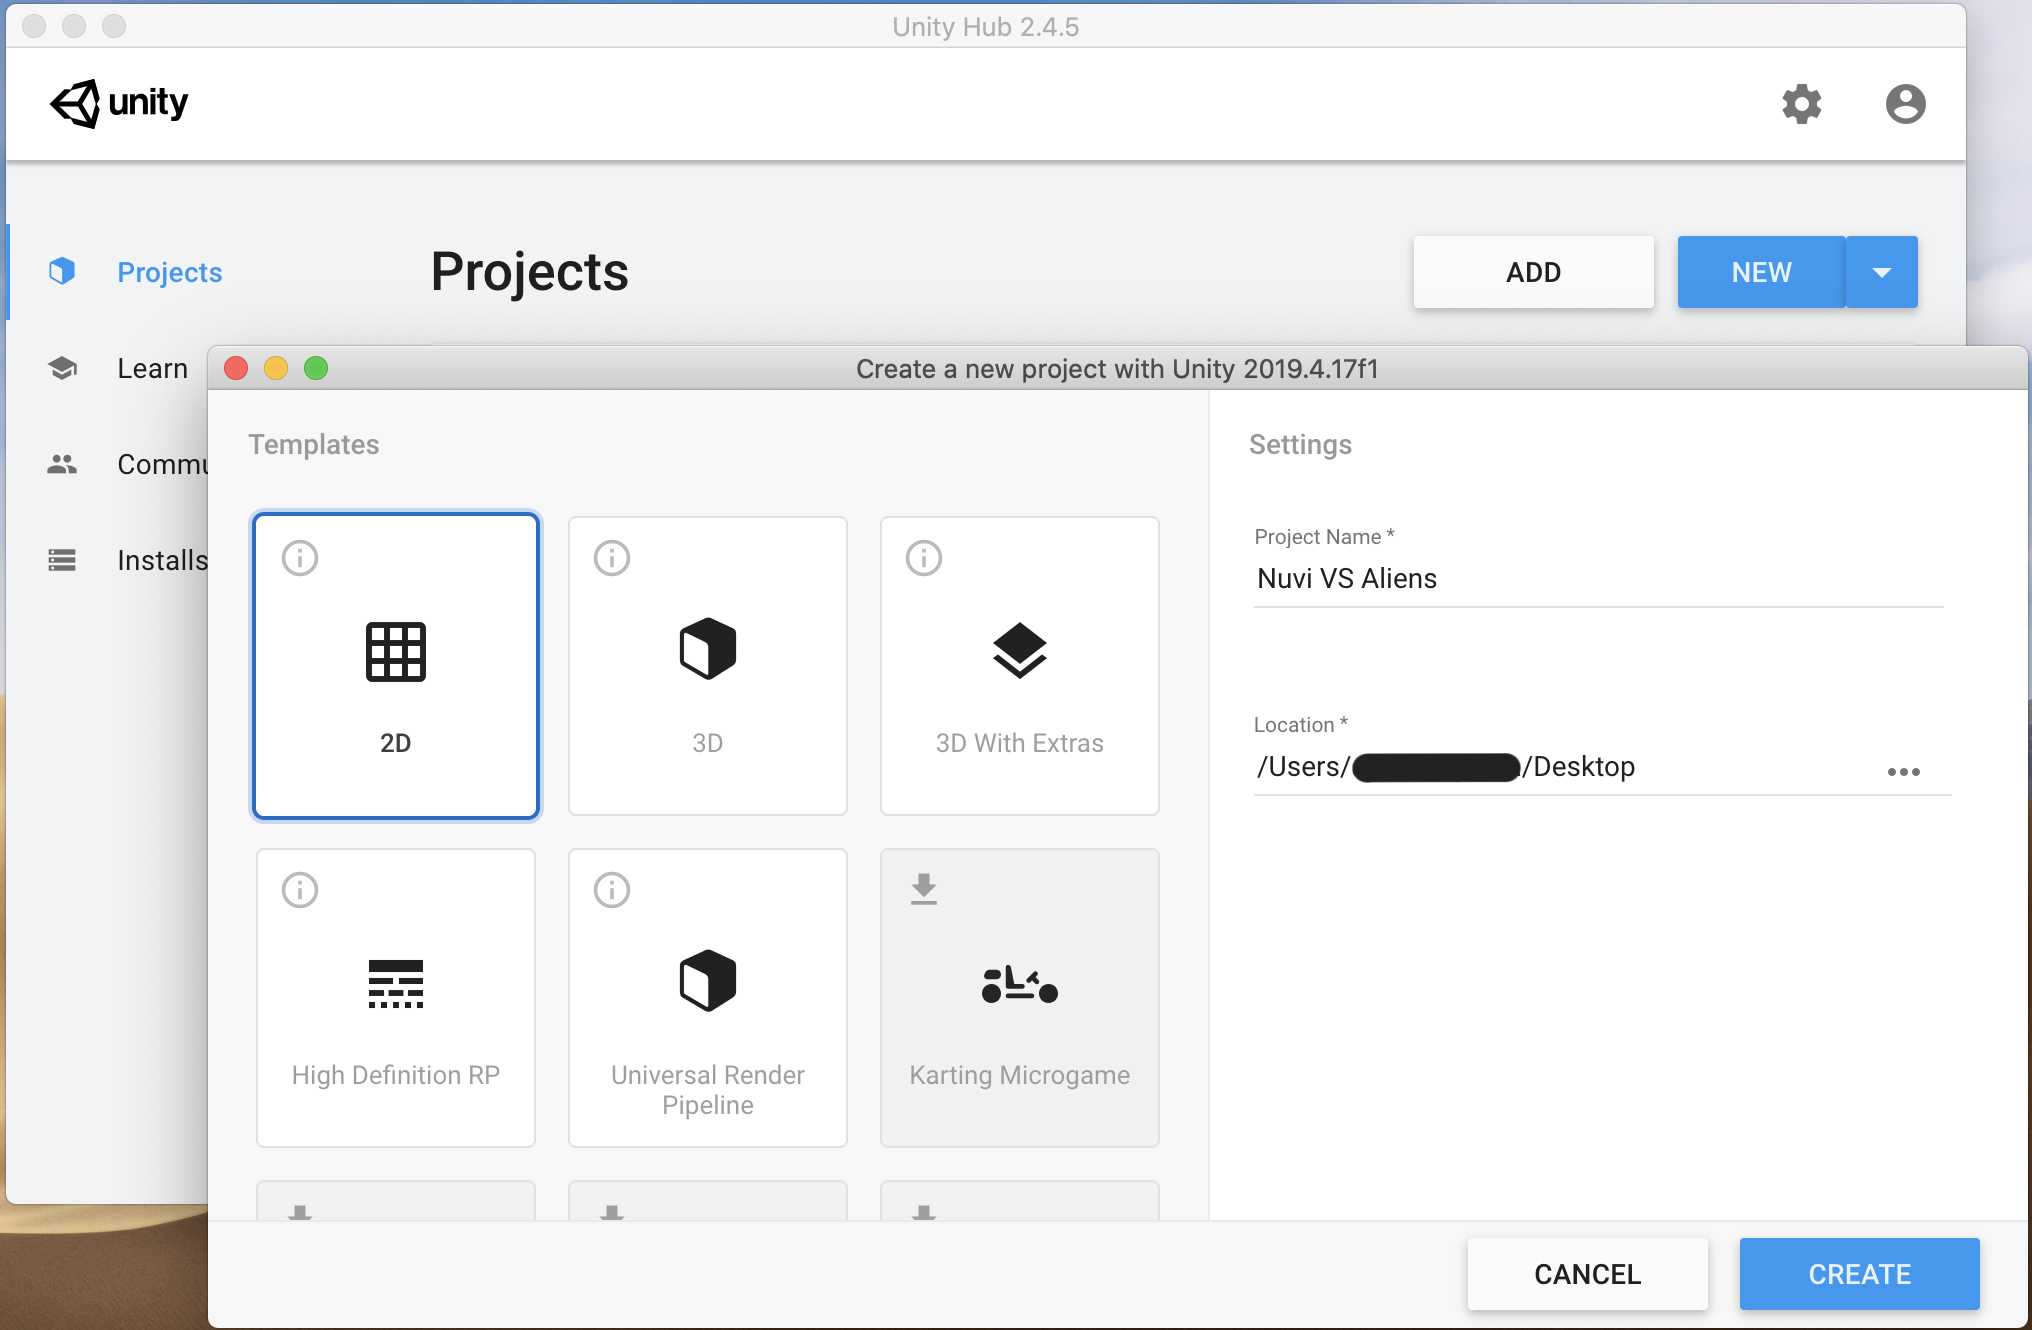 Unity Hub 2.4.5
unity
Projects
Projects
ADD
NEW
Learn
Create a new project with Unity 2019.4.17f1
Templates
Settings
Commu
Installs
Project Name *
Nuvi VS Aliens
2D
3D
3D With Extras
Location *
/Users/ /Desktop
High Definition RP
Universal Render
Pipeline
Karting Microgame
CANCEL
CREATE